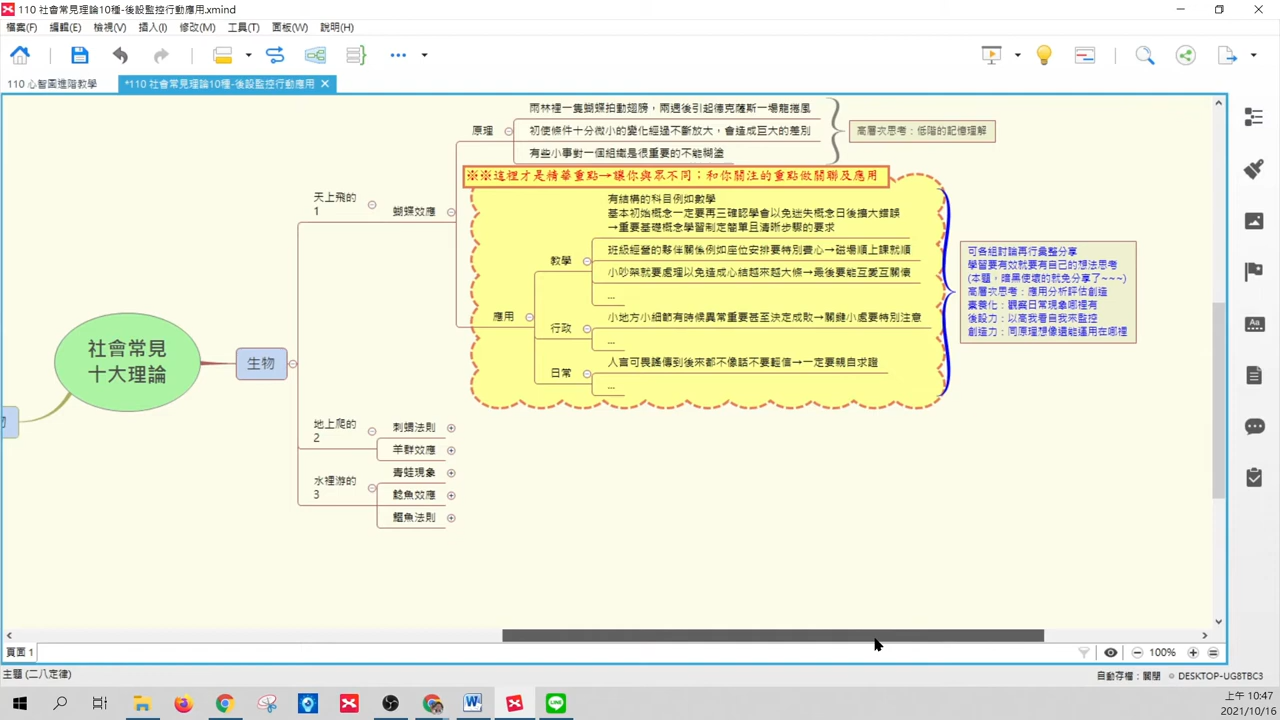 110 社會常見理論10種-後設監控行動應用.xmind
檔案(F) 編輯(E) 檢視(V) 插入(I) 修改(M) 工具(T) 面板(W) 說明(H)
110 心智圖進階教學
*110 社會常見理論10種-後設監控行動應用
社會常見
十大理論
物
生物
天上飛的
1
蝴蝶效應
原理
雨林裡一隻蝴蝶拍動翅膀，兩週後引起德克薩斯一場龍捲風
初使條件十分微小的變化經過不斷放大，會造成巨大的差別
有些小事對一個組織是很重要的不能糊塗
高層次思考：低階的記憶理解
※※這裡才是精華重點→讓你與眾不同；和你關注的重點做關聯及應用
應用
教學
有結構的科目例如數學
基本初始概念一定要再三確認學會以免迷失概念日後擴大錯誤
→重要基礎概念學習制定簡單且清晰步驟的要求
班級經營的夥伴關係例如座位安排要特別費心→磁場順上課就順
小吵架就要處理以免造成心結越來越大條→最後要能互愛互關懷
...
行政
小地方小細節有時候異常重要甚至決定成敗→關鍵小處要特別注意
...
日常
人言可畏謠傳到後來都不像話不要輕信→一定要親自求證
...
可各組討論再行彙整分享
學習要有效就要有自己的想法思考
(本題，暗黑使壞的就免分享了~~~)
高層次思考：應用分析評估創造
素養化：觀察日常現象哪裡有
後設力：以高我看自我來監控
創造力：同原理想像還能運用在哪裡
地上爬的
2
刺蝟法則
羊群效應
水裡游的
3
青蛙現象
鯰魚效應
鱷魚法則
頁面 1
100%
主題 (二八定律)
自動存檔：關閉
DESKTOP-UG8TBC3
上午 10:47
2021/10/16